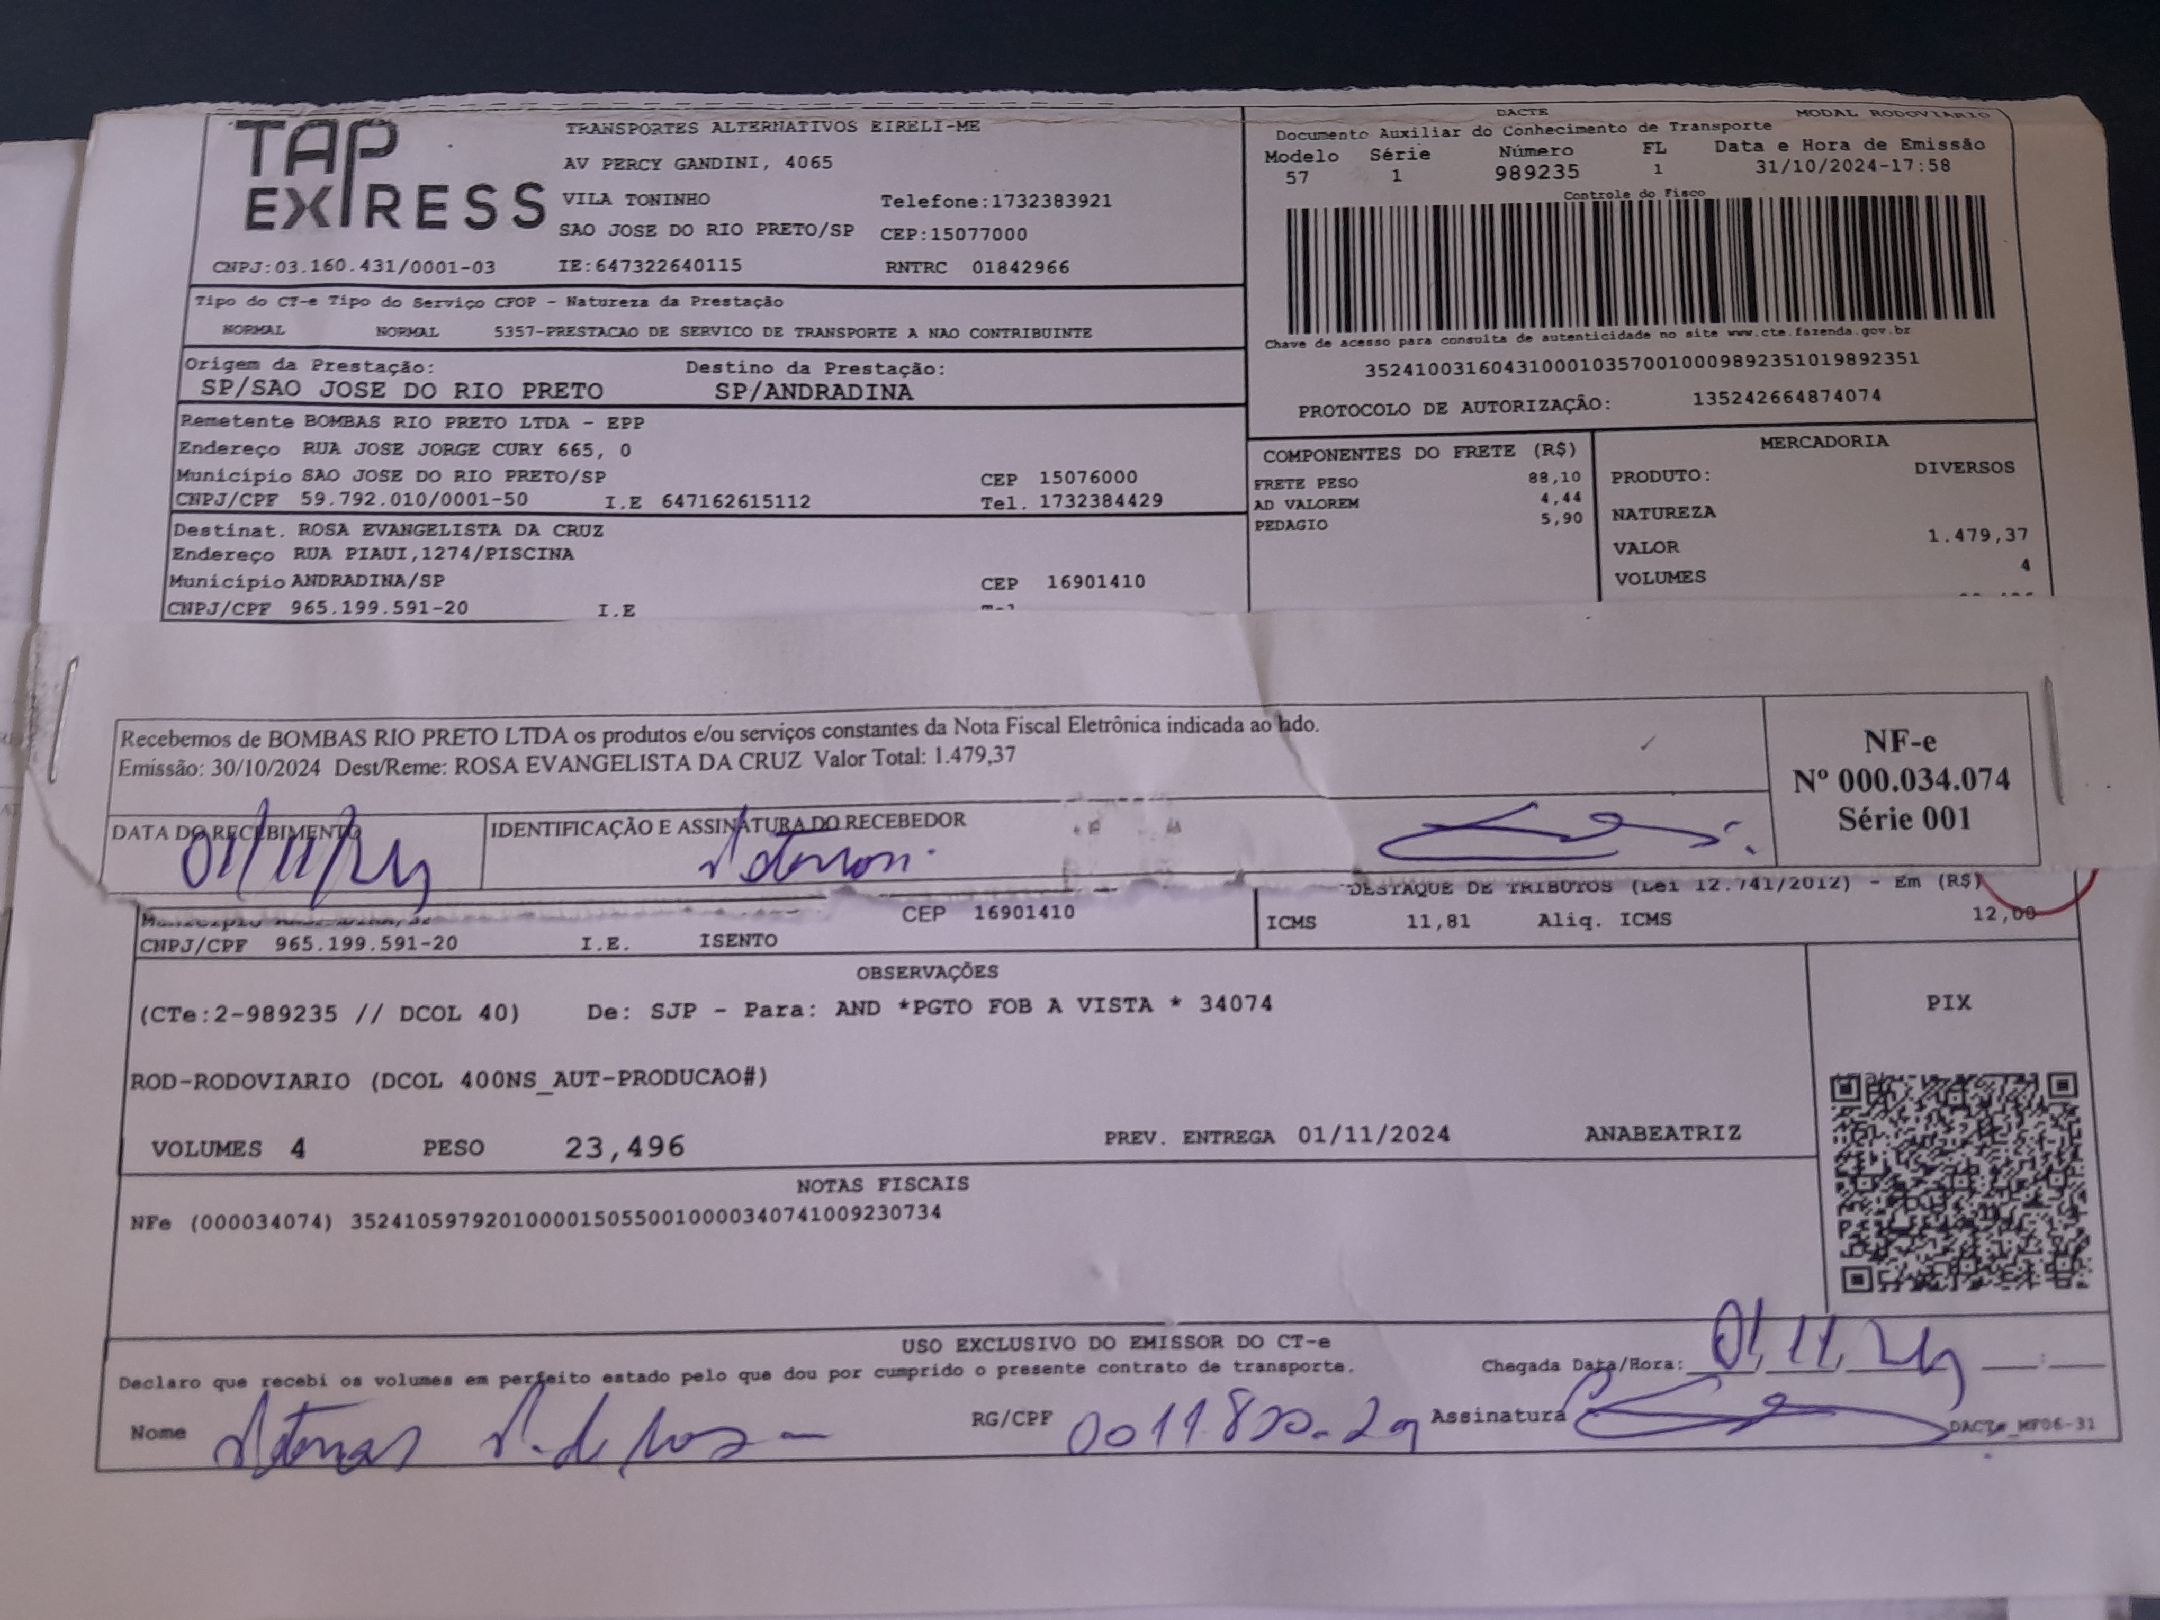 TAP EXPRESS
TRANSPORTES ALTERNATIVOS EIRELI-ME
AV PERCY GANDINI, 4065
VILA TONINHO Telefone:1732383921
SAO JOSE DO RIO PRETO/SP CEP:15077000
CNPJ:03.160.431/0001-03 IE:647322640115 RNTRC 01842966
DACTE MODAL RODOVIARIO
Documento Auxiliar do Conhecimento de Transporte
Modelo Série Número FL Data e Hora de Emissão
57 1 989235 1 31/10/2024-17:58
Controle do Fisco
Chave de acesso para consulta de autenticidade no site www.cte.fazenda.gov.br
35241003160431000103570010009892351019892351
PROTOCOLO DE AUTORIZAÇÃO: 135242664874074
Tipo do CT-e Tipo do Serviço CFOP - Natureza da Prestação
NORMAL NORMAL 5357-PRESTACAO DE SERVICO DE TRANSPORTE A NAO CONTRIBUINTE
Origem da Prestação: Destino da Prestação:
SP/SAO JOSE DO RIO PRETO SP/ANDRADINA
Remetente BOMBAS RIO PRETO LTDA - EPP
Endereço RUA JOSE JORGE CURY 665, 0
Município SAO JOSE DO RIO PRETO/SP CEP 15076000
CNPJ/CPF 59.792.010/0001-50 I.E 647162615112 Tel. 1732384429
Destinat. ROSA EVANGELISTA DA CRUZ
Endereço RUA PIAUI,1274/PISCINA
Município ANDRADINA/SP CEP 16901410
CNPJ/CPF 965.199.591-20 I.E
COMPONENTES DO FRETE (R$)
FRETE PESO 88,10
AD VALOREM 4,44
PEDAGIO 5,90
MERCADORIA
PRODUTO: DIVERSOS
NATUREZA
VALOR 1.479,37
VOLUMES 4
Recebemos de BOMBAS RIO PRETO LTDA os produtos e/ou serviços constantes da Nota Fiscal Eletrônica indicada ao lado.
Emissão: 30/10/2024 Dest/Reme: ROSA EVANGELISTA DA CRUZ Valor Total: 1.479,37
NF-e
Nº 000.034.074
Série 001
DATA DO RECEBIMENTO IDENTIFICAÇÃO E ASSINATURA DO RECEBEDOR
01/11/24
DESTAQUE DE TRIBUTOS (Lei 12.741/2012) - Em (R$)
CEP 16901410
ICMS 11,81 Aliq. ICMS 12,00
CNPJ/CPF 965.199.591-20 I.E. ISENTO
OBSERVAÇÕES
(CTe:2-989235 // DCOL 40) De: SJP - Para: AND *PGTO FOB A VISTA * 34074
PIX
ROD-RODOVIARIO (DCOL 400NS_AUT-PRODUCAO#)
VOLUMES 4 PESO 23,496 PREV. ENTREGA 01/11/2024 ANABEATRIZ
NOTAS FISCAIS
NFe (000034074) 35241059792010000150550010000340741009230734
USO EXCLUSIVO DO EMISSOR DO CT-e
Declaro que recebi os volumes em perfeito estado pelo que dou por cumprido o presente contrato de transporte. Chegada Data/Hora: 01/11/24
Nome RG/CPF Assinatura DACTe_MF06-31